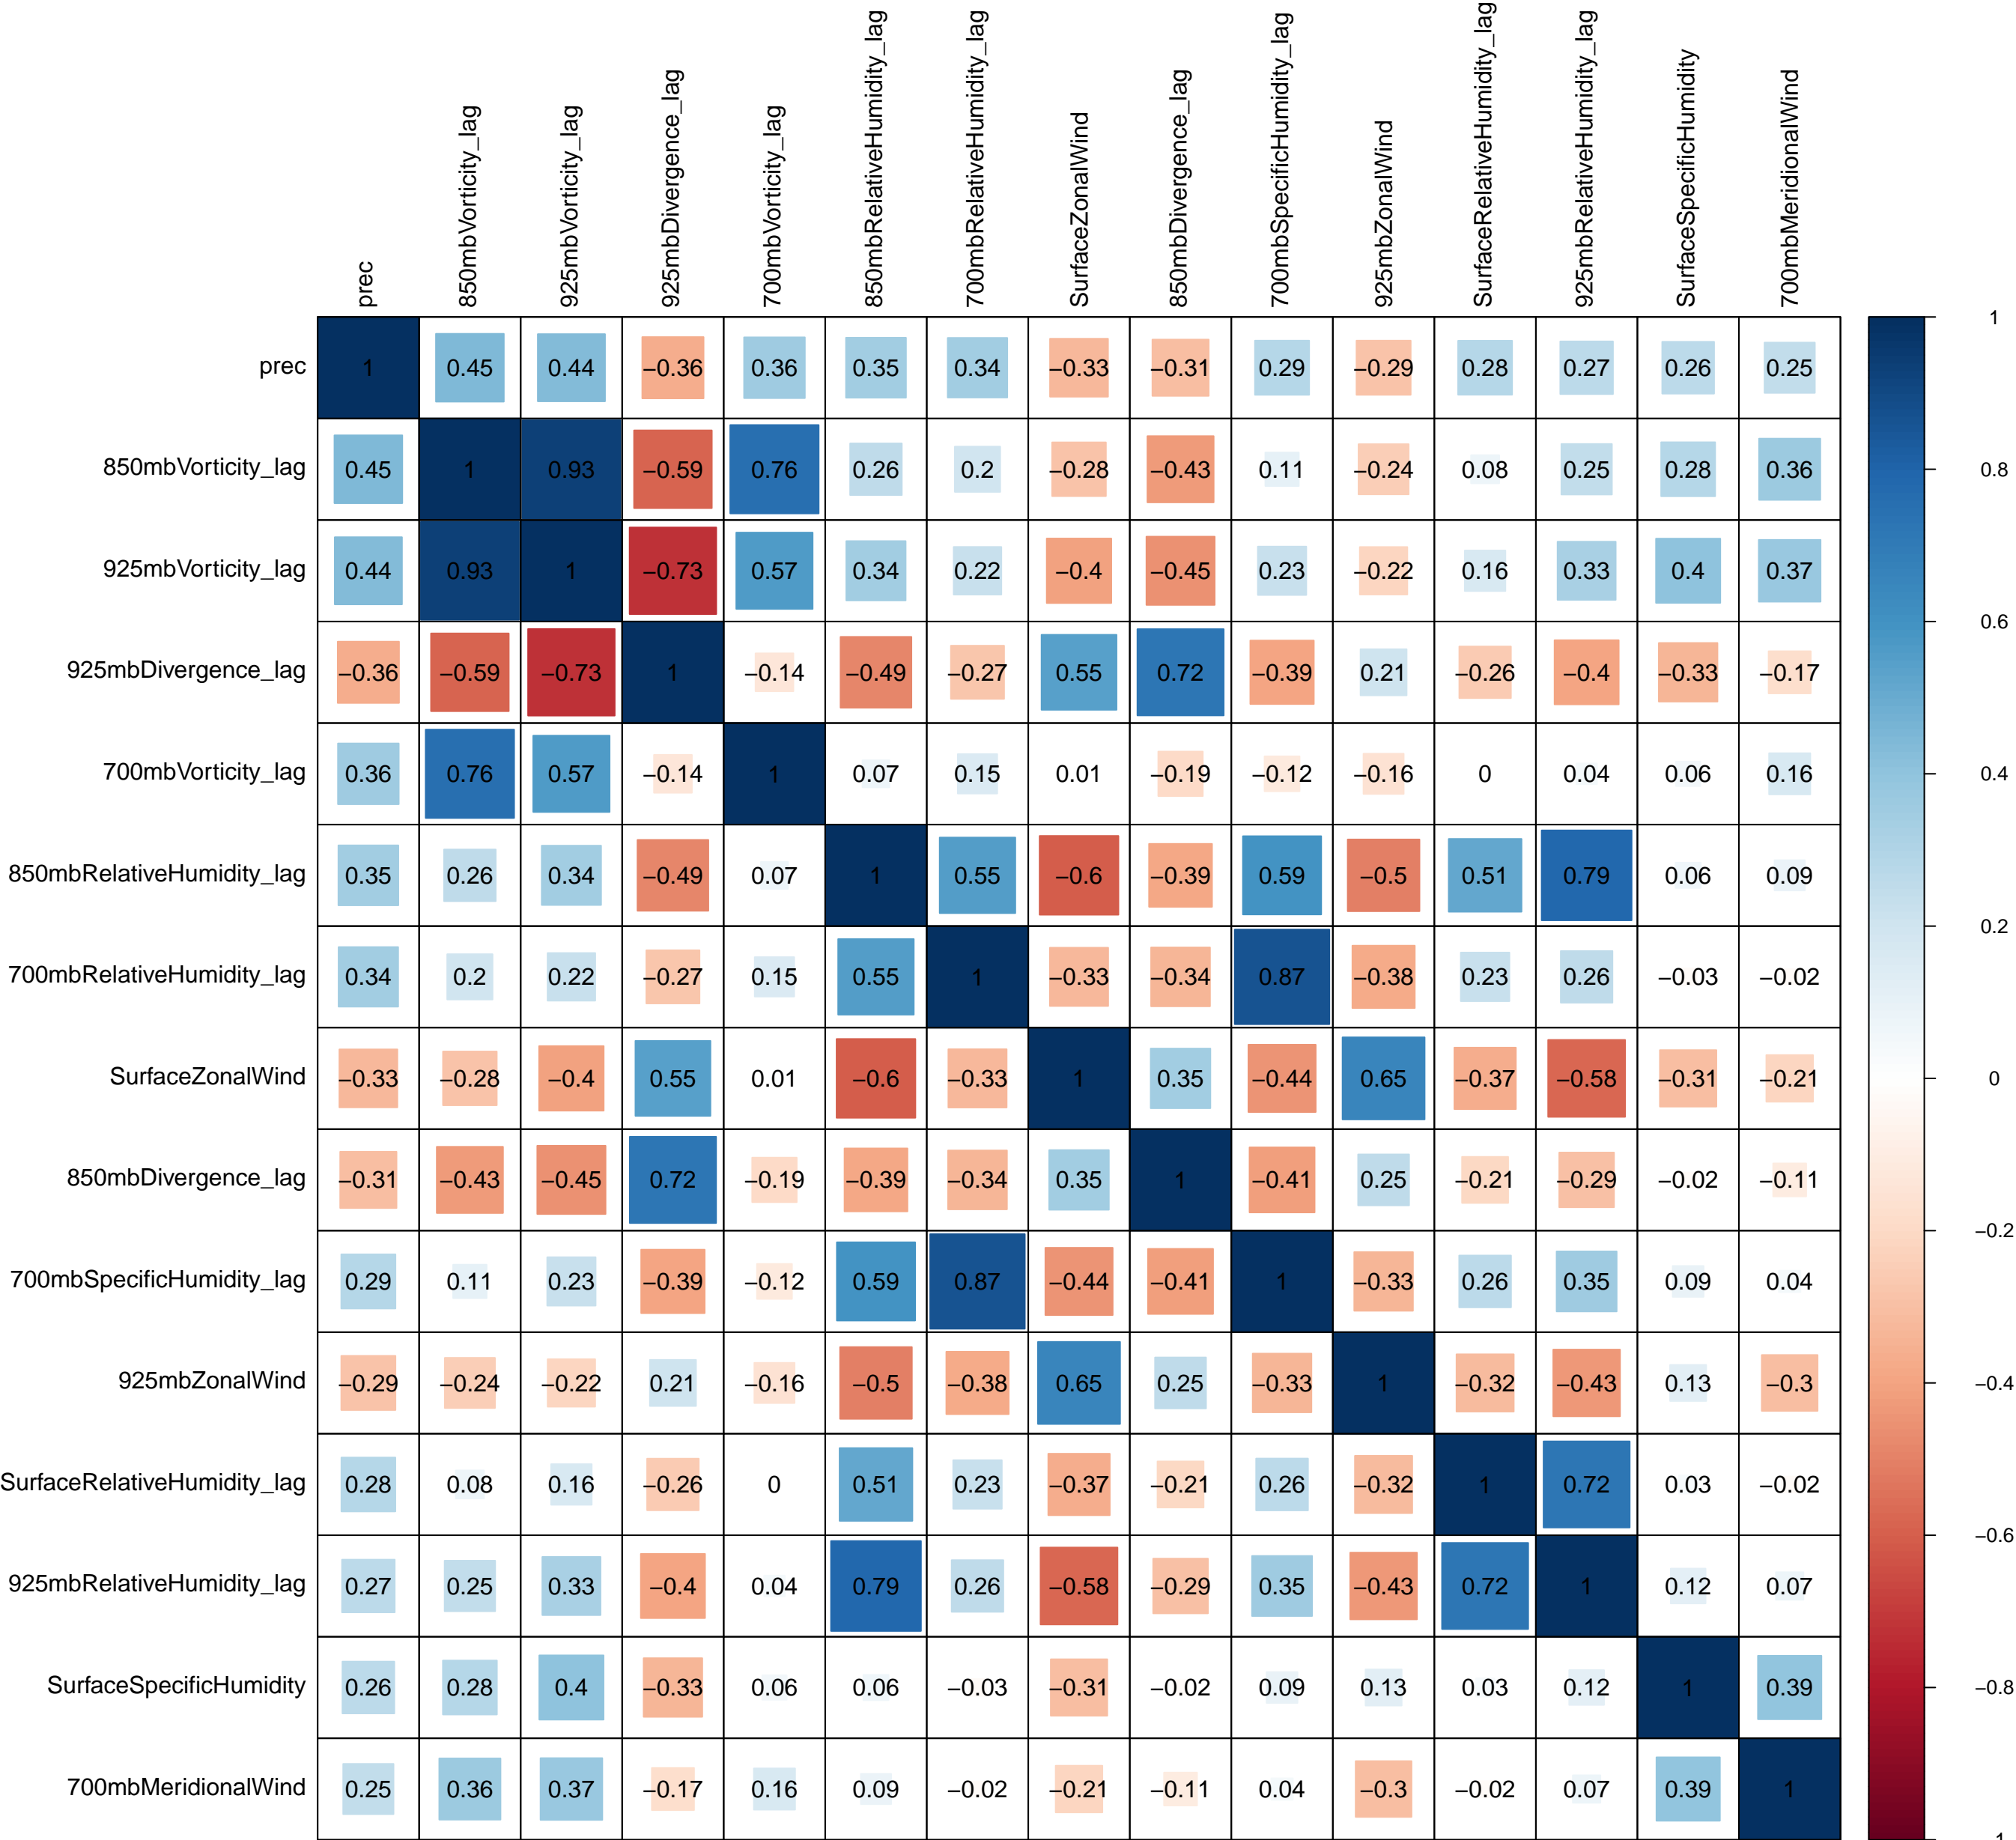 prec
850mbVorticity_lag
925mbVorticity_lag
925mbDivergence_lag
700mbVorticity_lag
850mbRelativeHumidity_lag
700mbRelativeHumidity_lag
SurfaceZonalWind
850mbDivergence_lag
700mbSpecificHumidity_lag
925mbZonalWind
SurfaceRelativeHumidity_lag
925mbRelativeHumidity_lag
SurfaceSpecificHumidity
700mbMeridionalWind
prec 1 0.45 0.44 −0.36 0.36 0.35 0.34 −0.33 −0.31 0.29 −0.29 0.28 0.27 0.26 0.25
850mbVorticity_lag 0.45 1 0.93 −0.59 0.76 0.26 0.2 −0.28 −0.43 0.11 −0.24 0.08 0.25 0.28 0.36
925mbVorticity_lag 0.44 0.93 1 −0.73 0.57 0.34 0.22 −0.4 −0.45 0.23 −0.22 0.16 0.33 0.4 0.37
925mbDivergence_lag −0.36 −0.59 −0.73 1 −0.14 −0.49 −0.27 0.55 0.72 −0.39 0.21 −0.26 −0.4 −0.33 −0.17
700mbVorticity_lag 0.36 0.76 0.57 −0.14 1 0.07 0.15 0.01 −0.19 −0.12 −0.16 0 0.04 0.06 0.16
850mbRelativeHumidity_lag 0.35 0.26 0.34 −0.49 0.07 1 0.55 −0.6 −0.39 0.59 −0.5 0.51 0.79 0.06 0.09
700mbRelativeHumidity_lag 0.34 0.2 0.22 −0.27 0.15 0.55 1 −0.33 −0.34 0.87 −0.38 0.23 0.26 −0.03 −0.02
SurfaceZonalWind −0.33 −0.28 −0.4 0.55 0.01 −0.6 −0.33 1 0.35 −0.44 0.65 −0.37 −0.58 −0.31 −0.21
850mbDivergence_lag −0.31 −0.43 −0.45 0.72 −0.19 −0.39 −0.34 0.35 1 −0.41 0.25 −0.21 −0.29 −0.02 −0.11
700mbSpecificHumidity_lag 0.29 0.11 0.23 −0.39 −0.12 0.59 0.87 −0.44 −0.41 1 −0.33 0.26 0.35 0.09 0.04
925mbZonalWind −0.29 −0.24 −0.22 0.21 −0.16 −0.5 −0.38 0.65 0.25 −0.33 1 −0.32 −0.43 0.13 −0.3
SurfaceRelativeHumidity_lag 0.28 0.08 0.16 −0.26 0 0.51 0.23 −0.37 −0.21 0.26 −0.32 1 0.72 0.03 −0.02
925mbRelativeHumidity_lag 0.27 0.25 0.33 −0.4 0.04 0.79 0.26 −0.58 −0.29 0.35 −0.43 0.72 1 0.12 0.07
SurfaceSpecificHumidity 0.26 0.28 0.4 −0.33 0.06 0.06 −0.03 −0.31 −0.02 0.09 0.13 0.03 0.12 1 0.39
700mbMeridionalWind 0.25 0.36 0.37 −0.17 0.16 0.09 −0.02 −0.21 −0.11 0.04 −0.3 −0.02 0.07 0.39 1
1
0.8
0.6
0.4
0.2
0
−0.2
−0.4
−0.6
−0.8